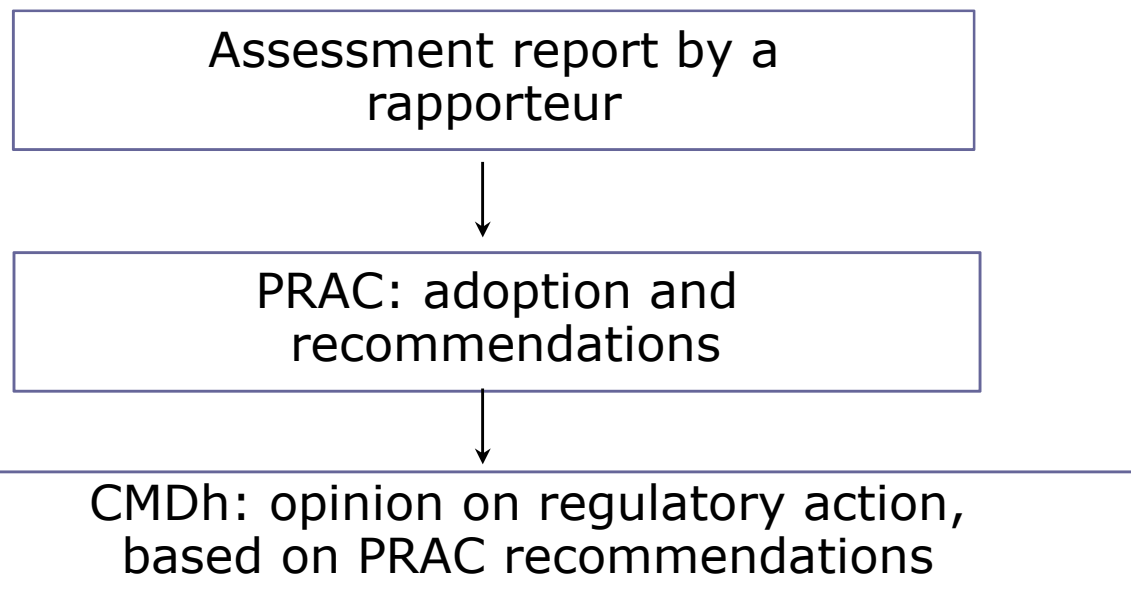 Assessment report by a
rapporteur
PRAC: adoption and
recommendations
CMDh: opinion on regulatory action,
based on PRAC recommendations